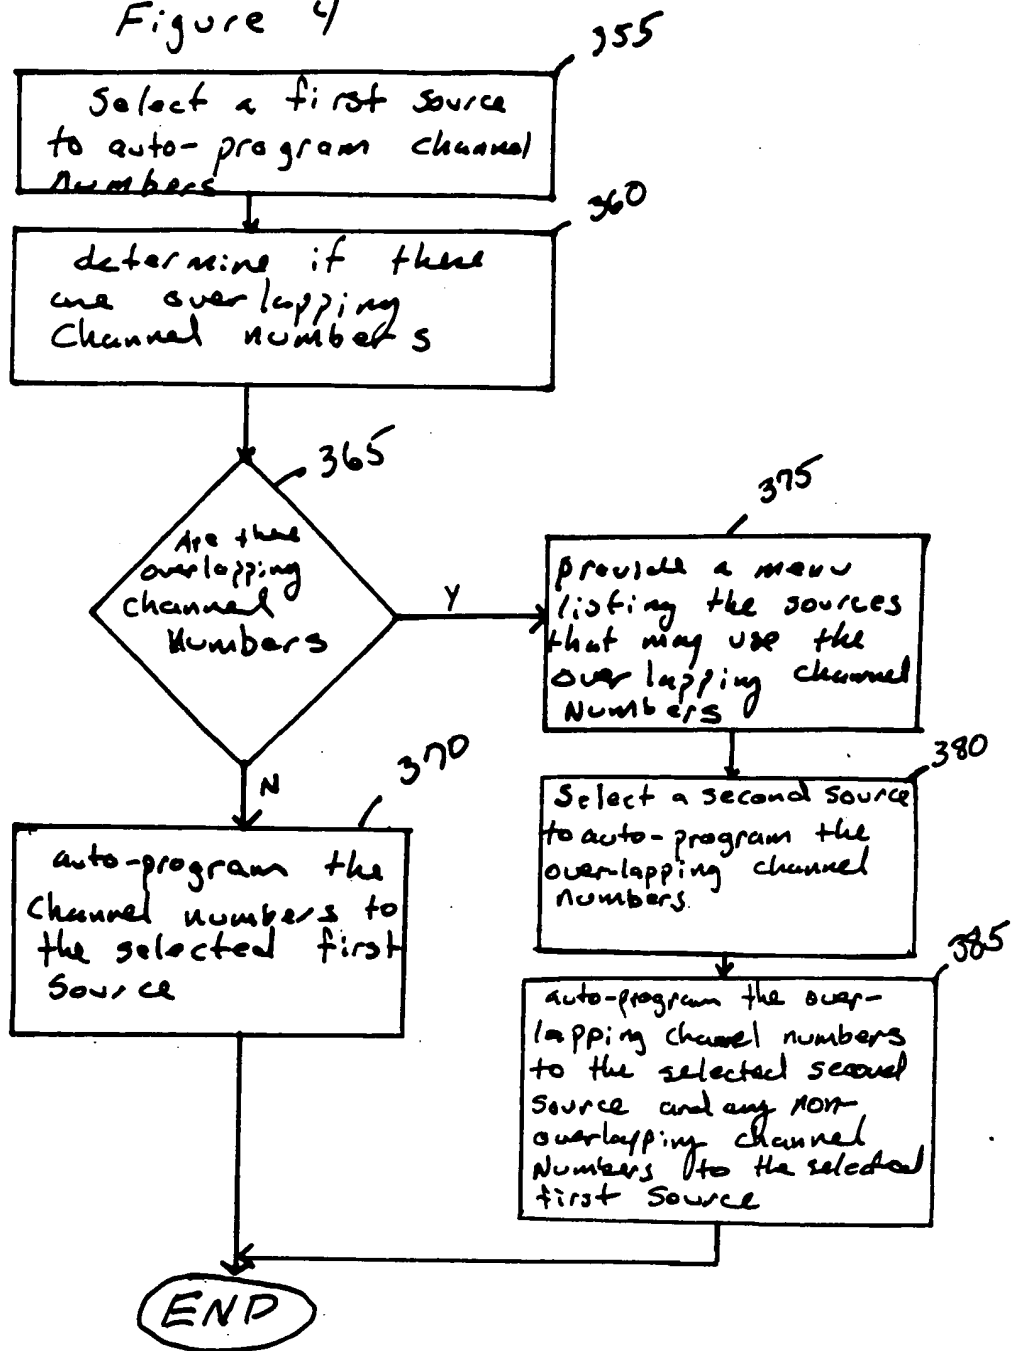 Figure 4
355
Select a first source
to auto-program channel
numbers
360
determine if there
are overlapping
Channel numbers
365
Are there
overlapping
channel
Numbers
Y
N
375
provide a menu
listing the sources
that may use the
overlapping channel
Numbers
380
Select a second source
to auto-program the
over-lapping channel
numbers
370
auto-program the
Channel numbers to
the selected first
Source
385
auto-program the over-
lapping channel numbers
to the selected second
source and any non-
overlapping channel
Numbers to the selected
first Source
END